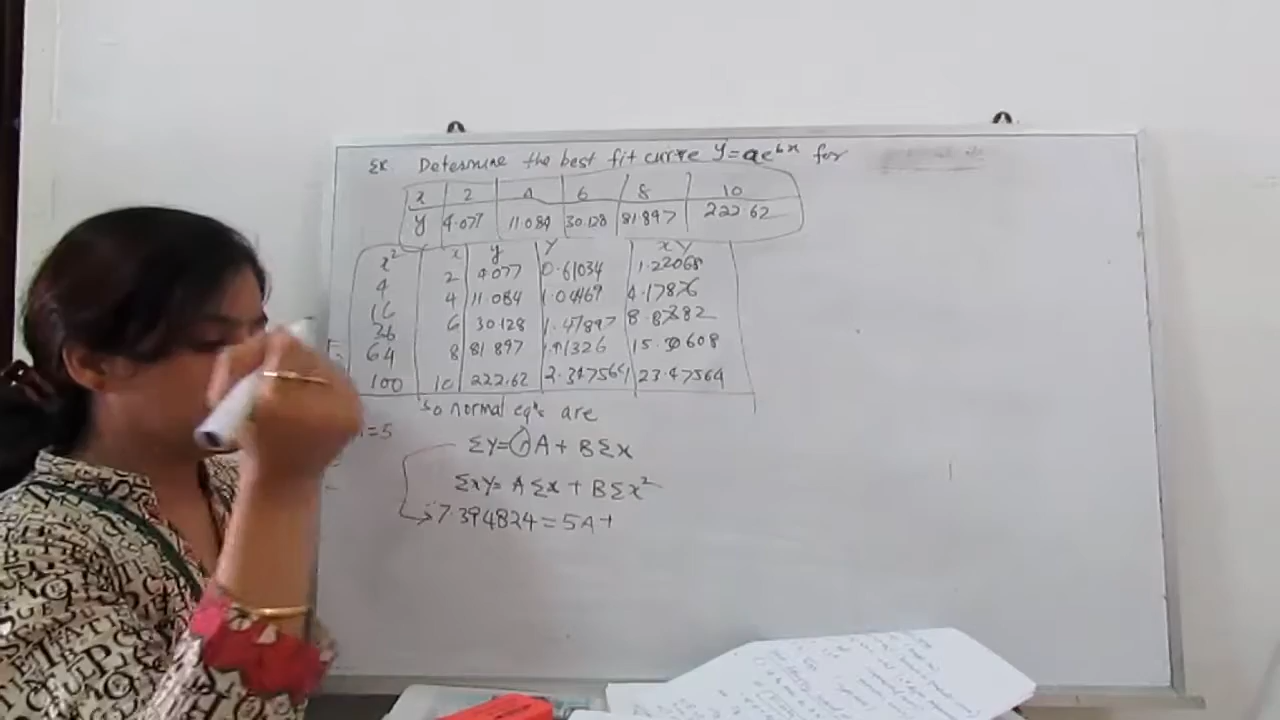 Ex. Determine the best fit curve y=ae^bx for
x 2 4 6 8 10
y 4.077 11.084 30.128 81.897 222.62
x² x y Y xY
4 2 4.077 0.61034 1.22068
16 4 11.084 1.04469 4.17876
36 6 30.128 1.47897 8.87382
64 8 81.897 1.91326 15.30608
100 10 222.62 2.347564 23.47564
So normal eqⁿs are
n=5
ΣY=nA+BΣx
ΣxY=AΣx+BΣx²
7.394824=5A+